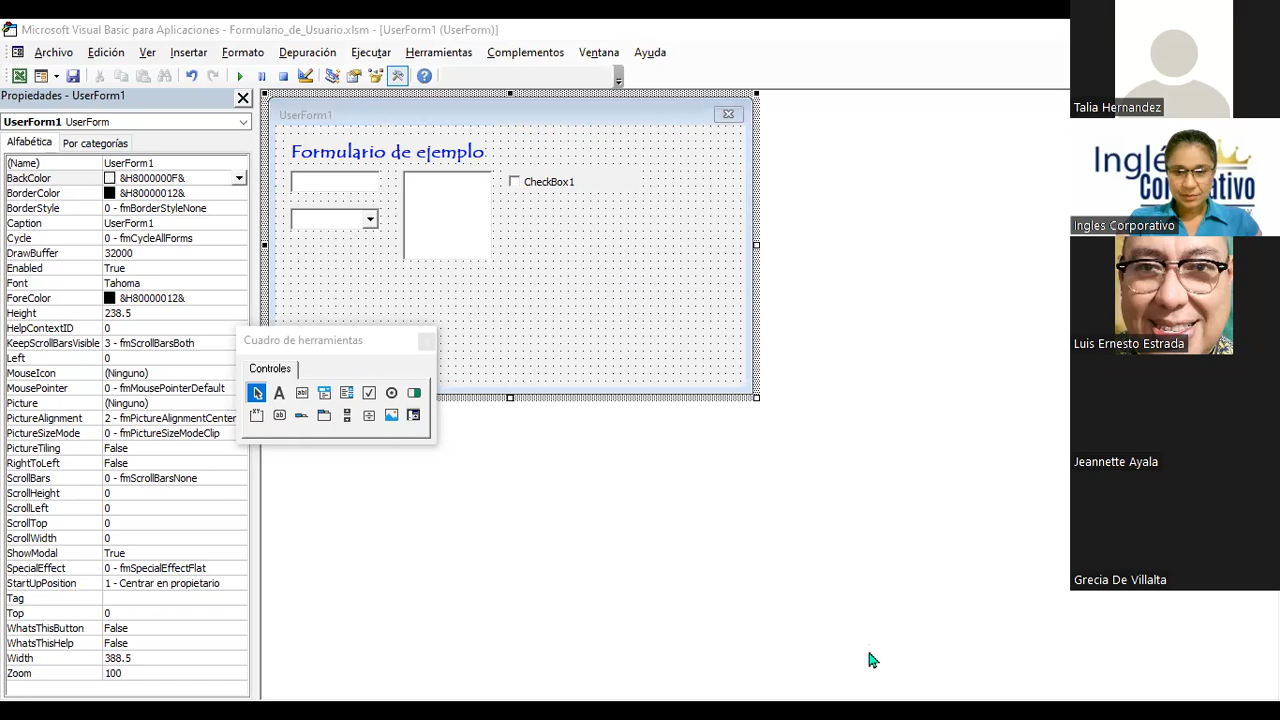 Microsoft Visual Basic para Aplicaciones - Formulario_de_Usuario.xlsm - [UserForm1 (UserForm)]
Archivo Edición Ver Insertar Formato Depuración Ejecutar Herramientas Complementos Ventana Ayuda
Propiedades - UserForm1
UserForm1 UserForm
Alfabética Por categorías
(Name) UserForm1
BackColor &H8000000F&
BorderColor &H80000012&
BorderStyle 0 - fmBorderStyleNone
Caption UserForm1
Cycle 0 - fmCycleAllForms
DrawBuffer 32000
Enabled True
Font Tahoma
ForeColor &H80000012&
Height 238.5
HelpContextID 0
KeepScrollBarsVisible 3 - fmScrollBarsBoth
Left 0
MouseIcon (Ninguno)
MousePointer 0 - fmMousePointerDefault
Picture (Ninguno)
PictureAlignment 2 - fmPictureAlignmentCenter
PictureSizeMode 0 - fmPictureSizeModeClip
PictureTiling False
RightToLeft False
ScrollBars 0 - fmScrollBarsNone
ScrollHeight 0
ScrollLeft 0
ScrollTop 0
ScrollWidth 0
ShowModal True
SpecialEffect 0 - fmSpecialEffectFlat
StartUpPosition 1 - Centrar en propietario
Tag
Top 0
WhatsThisButton False
WhatsThisHelp False
Width 388.5
Zoom 100
UserForm1
Formulario de ejemplo
CheckBox1
Cuadro de herramientas
Controles
Talia Hernandez
Ingles Corporativo
Luis Ernesto Estrada
Jeannette Ayala
Grecia De Villalta